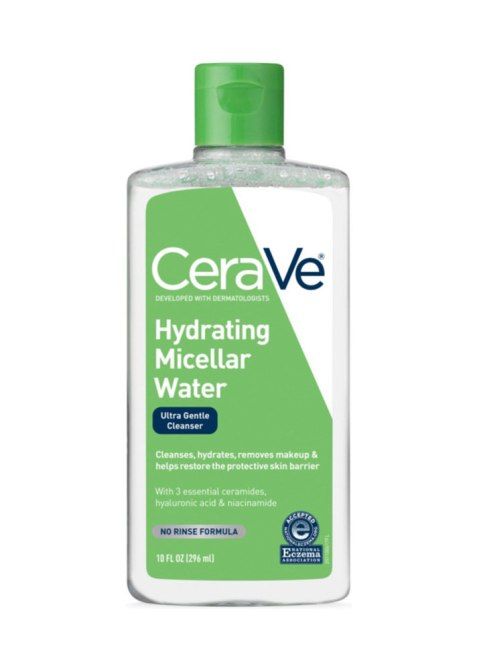 CeraVe®
DEVELOPED WITH DERMATOLOGISTS
Hydrating
Micellar
Water
Ultra Gentle
Cleanser
Cleanses, hydrates, removes makeup &
helps restore the protective skin barrier
With 3 essential ceramides,
hyaluronic acid & niacinamide
NO RINSE FORMULA
10 FL OZ (296 ml)
ACCEPTED
e
NATIONAL
Eczema
ASSOCIATION